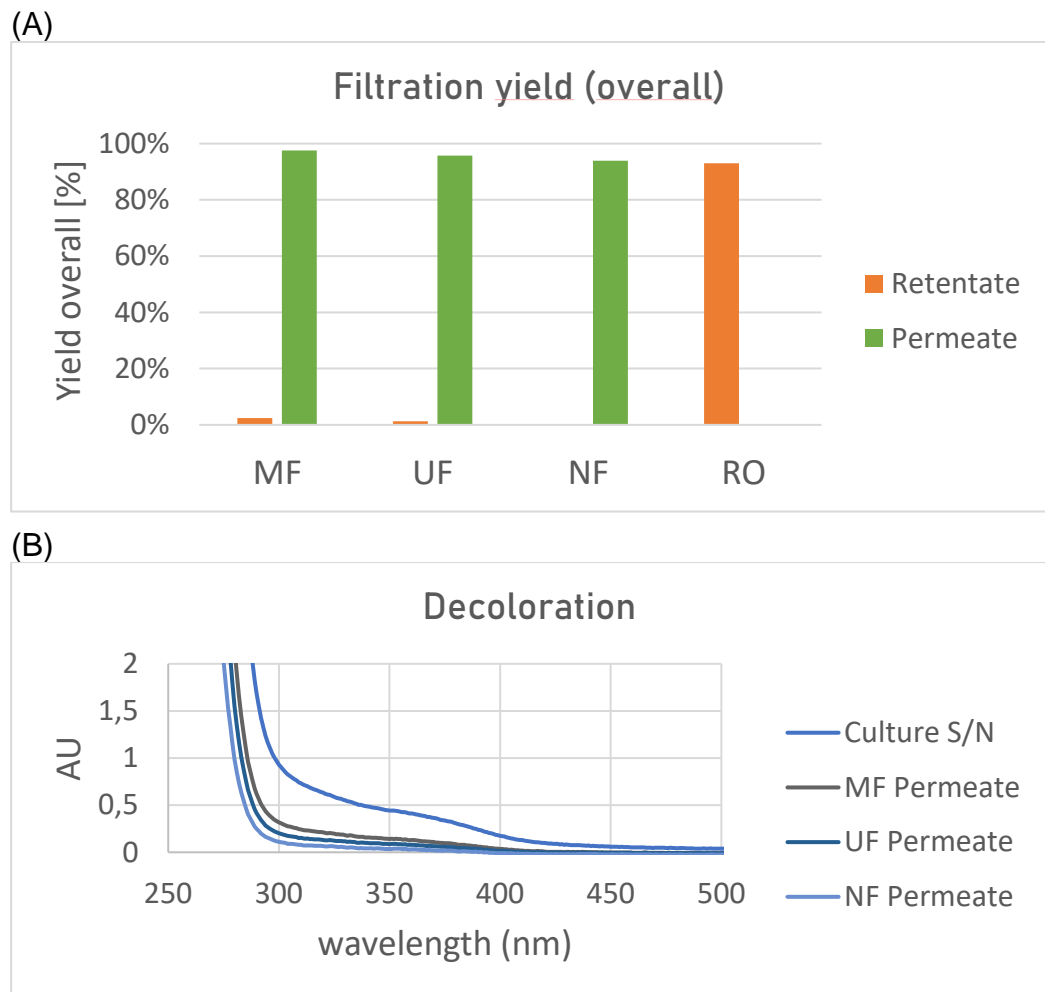 (A)
Filtration yield (overall)
Yield overall [%]
100%
80%
60%
40%
20%
0%
MF UF NF RO
Retentate
Permeate
(B)
Decoloration
AU
2
1,5
1
0,5
0
250 300 350 400 450 500
wavelength (nm)
Culture S/N
MF Permeate
UF Permeate
NF Permeate